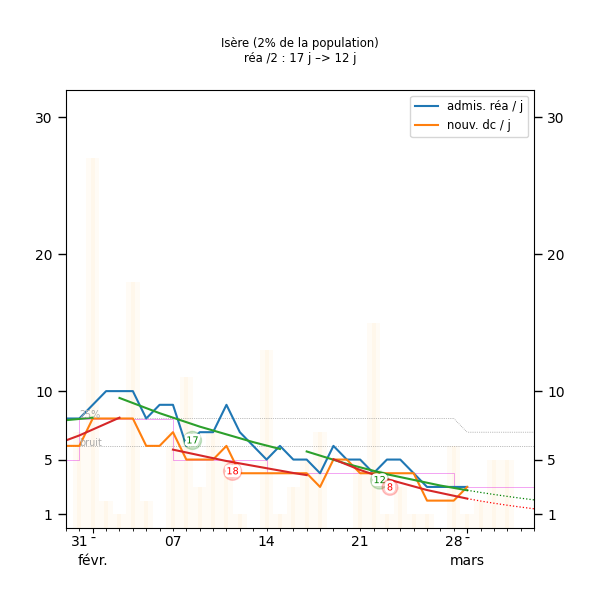 Isère (2% de la population)
réa /2 : 17 j –> 12 j
admis. réa / j
nouv. dc / j
30
30
20
20
10
10
25%
17
bruit
18
5
5
12
8
1
1
31 - 07 14 21 28 -
févr. mars